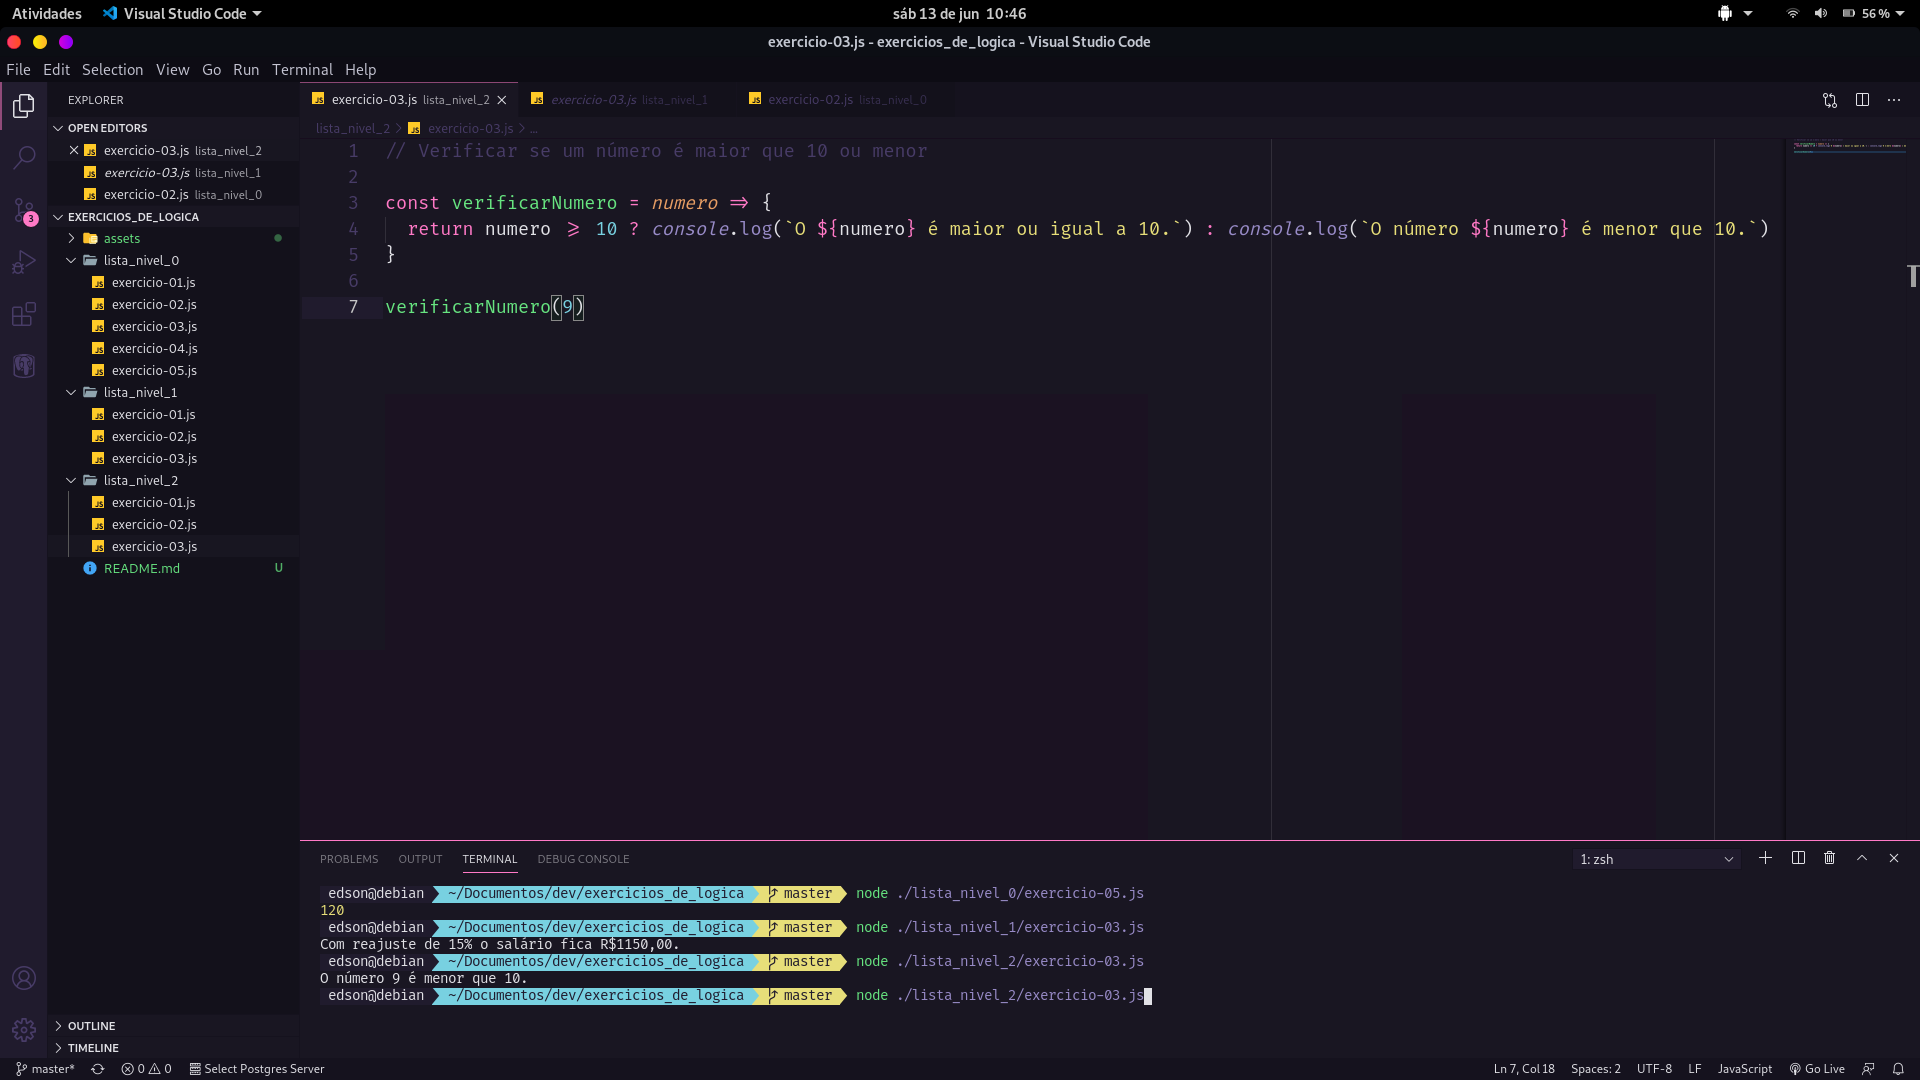 Atividades Visual Studio Code sáb 13 de jun 10:46 56 %
exercicio-03.js - exercicios_de_logica - Visual Studio Code
File Edit Selection View Go Run Terminal Help
EXPLORER
OPEN EDITORS
exercicio-03.js lista_nivel_2
exercicio-03.js lista_nivel_1
exercicio-02.js lista_nivel_0
EXERCICIOS_DE_LOGICA
assets
lista_nivel_0
exercicio-01.js
exercicio-02.js
exercicio-03.js
exercicio-04.js
exercicio-05.js
lista_nivel_1
exercicio-01.js
exercicio-02.js
exercicio-03.js
lista_nivel_2
exercicio-01.js
exercicio-02.js
exercicio-03.js
README.md U
OUTLINE
TIMELINE
3
exercicio-03.js lista_nivel_2 exercicio-03.js lista_nivel_1 exercicio-02.js lista_nivel_0
lista_nivel_2 > exercicio-03.js > ...
1 // Verificar se um número é maior que 10 ou menor
2
3 const verificarNumero = numero => {
4 return numero >= 10 ? console.log(`O ${numero} é maior ou igual a 10.`) : console.log(`O número ${numero} é menor que 10.`)
5 }
6
7 verificarNumero(9)
PROBLEMS OUTPUT TERMINAL DEBUG CONSOLE 1: zsh
edson@debian ~/Documentos/dev/exercicios_de_logica master node ./lista_nivel_0/exercicio-05.js
120
edson@debian ~/Documentos/dev/exercicios_de_logica master node ./lista_nivel_1/exercicio-03.js
Com reajuste de 15% o salário fica R$1150,00.
edson@debian ~/Documentos/dev/exercicios_de_logica master node ./lista_nivel_2/exercicio-03.js
O número 9 é menor que 10.
edson@debian ~/Documentos/dev/exercicios_de_logica master node ./lista_nivel_2/exercicio-03.js
master* 0 0 Select Postgres Server Ln 7, Col 18 Spaces: 2 UTF-8 LF JavaScript Go Live